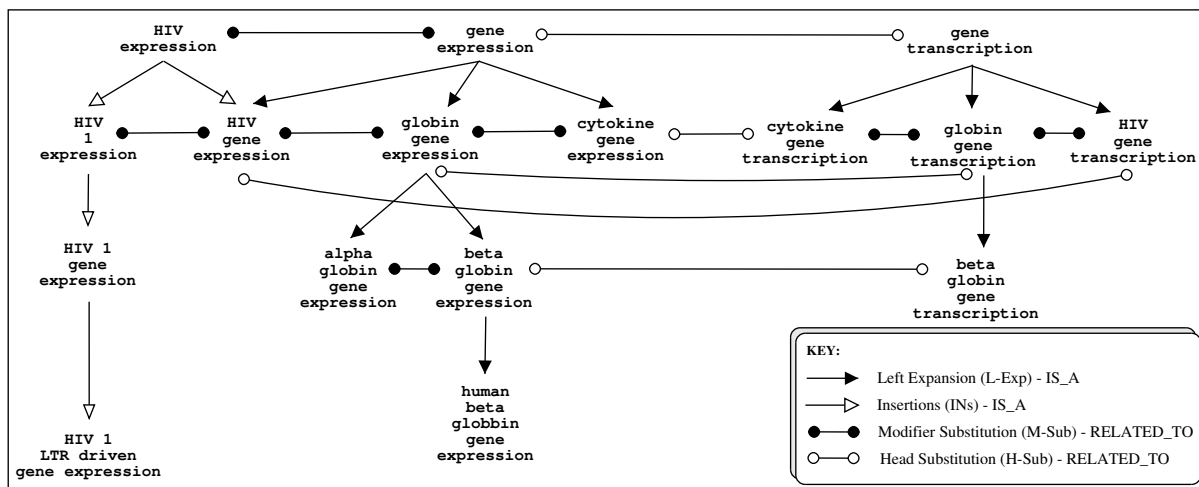 HIV
expression
gene
expression
gene
transcription
HIV
1
expression
HIV
gene
expression
globin
gene
expression
cytokine
gene
expression
cytokine
gene
transcription
globin
gene
transcription
HIV
gene
transcription
HIV 1
gene
expression
alpha
globin
gene
expression
beta
globin
gene
expression
beta
globin
gene
transcription
HIV 1
LTR driven
gene expression
human
beta
globbin
gene
expression
KEY:
Left Expansion (L-Exp) - IS_A
Insertions (INs) - IS_A
Modifier Substitution (M-Sub) - RELATED_TO
Head Substitution (H-Sub) - RELATED_TO